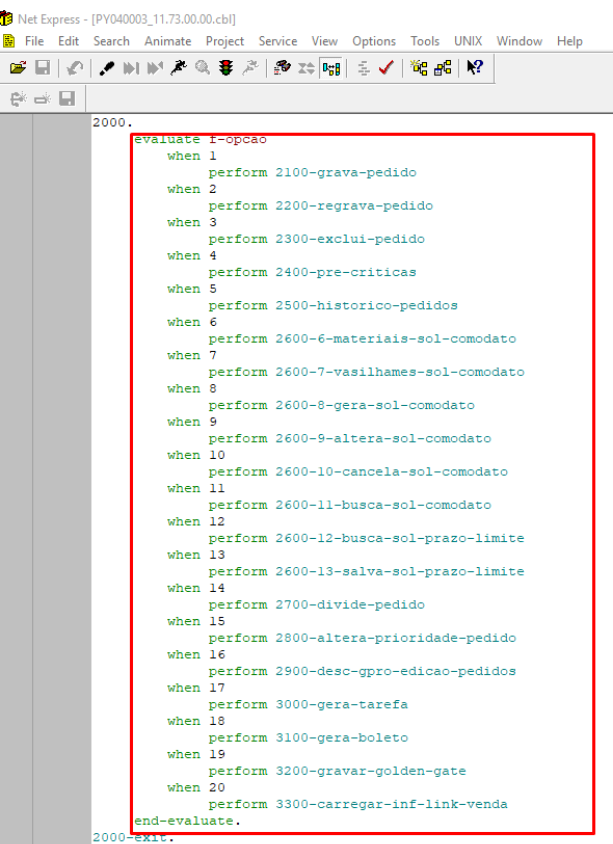 Net Express - [PY040003_11.73.00.00.cbl]
File Edit Search Animate Project Service View Options Tools UNIX Window Help
2000.
evaluate f-opcao
when 1
perform 2100-grava-pedido
when 2
perform 2200-regrava-pedido
when 3
perform 2300-exclui-pedido
when 4
perform 2400-pre-criticas
when 5
perform 2500-historico-pedidos
when 6
perform 2600-6-materiais-sol-comodato
when 7
perform 2600-7-vasilhames-sol-comodato
when 8
perform 2600-8-gera-sol-comodato
when 9
perform 2600-9-altera-sol-comodato
when 10
perform 2600-10-cancela-sol-comodato
when 11
perform 2600-11-busca-sol-comodato
when 12
perform 2600-12-busca-sol-prazo-limite
when 13
perform 2600-13-salva-sol-prazo-limite
when 14
perform 2700-divide-pedido
when 15
perform 2800-altera-prioridade-pedido
when 16
perform 2900-desc-gpro-edicao-pedidos
when 17
perform 3000-gera-tarefa
when 18
perform 3100-gera-boleto
when 19
perform 3200-gravar-golden-gate
when 20
perform 3300-carregar-inf-link-venda
end-evaluate.
2000-exit.